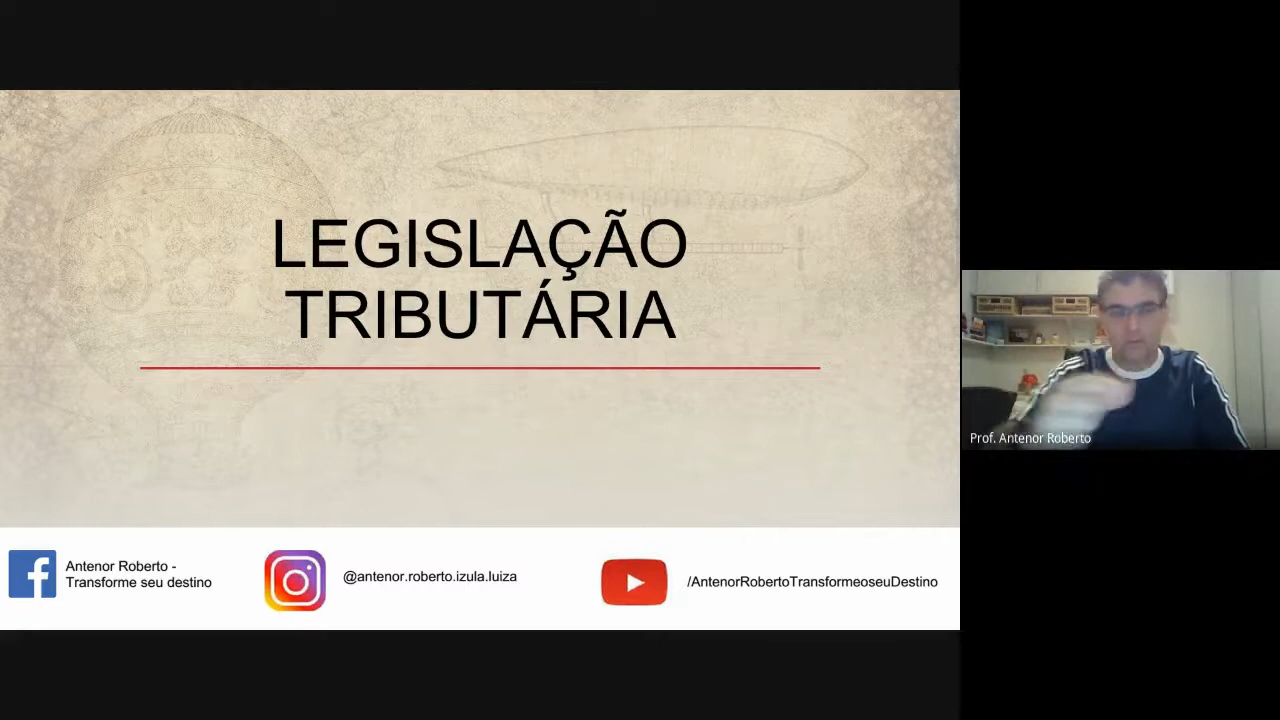 LEGISLAÇÃO
TRIBUTÁRIA
Antenor Roberto -
Transforme seu destino
@antenor.roberto.izula.luiza
/AntenorRobertoTransformeoseuDestino
Prof. Antenor Roberto